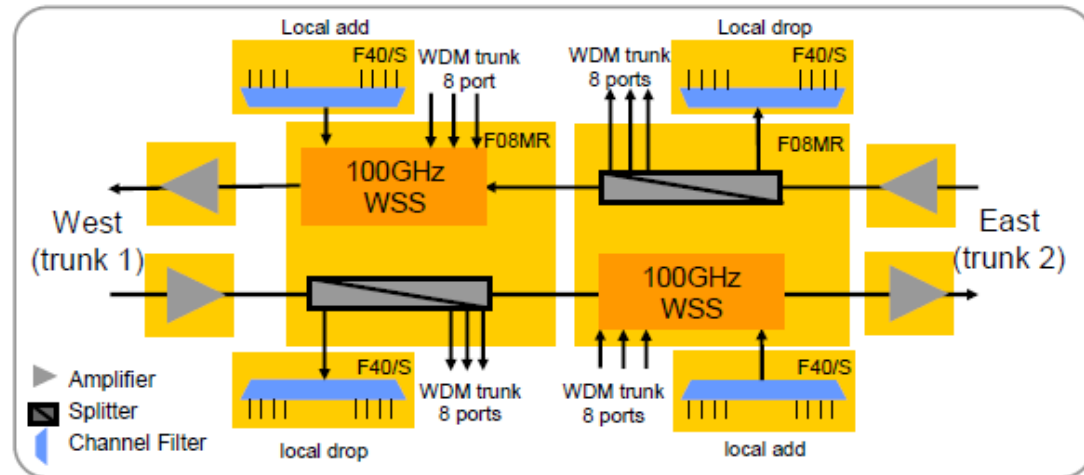 Local add
F40/S
WDM trunk
8 port
WDM trunk
8 ports
Local drop
F40/S
F08MR
100GHz
WSS
F08MR
West
(trunk 1)
East
(trunk 2)
100GHz
WSS
F40/S
WDM trunk
8 ports
WDM trunk
8 ports
F40/S
Amplifier
Splitter
Channel Filter
local drop
local add